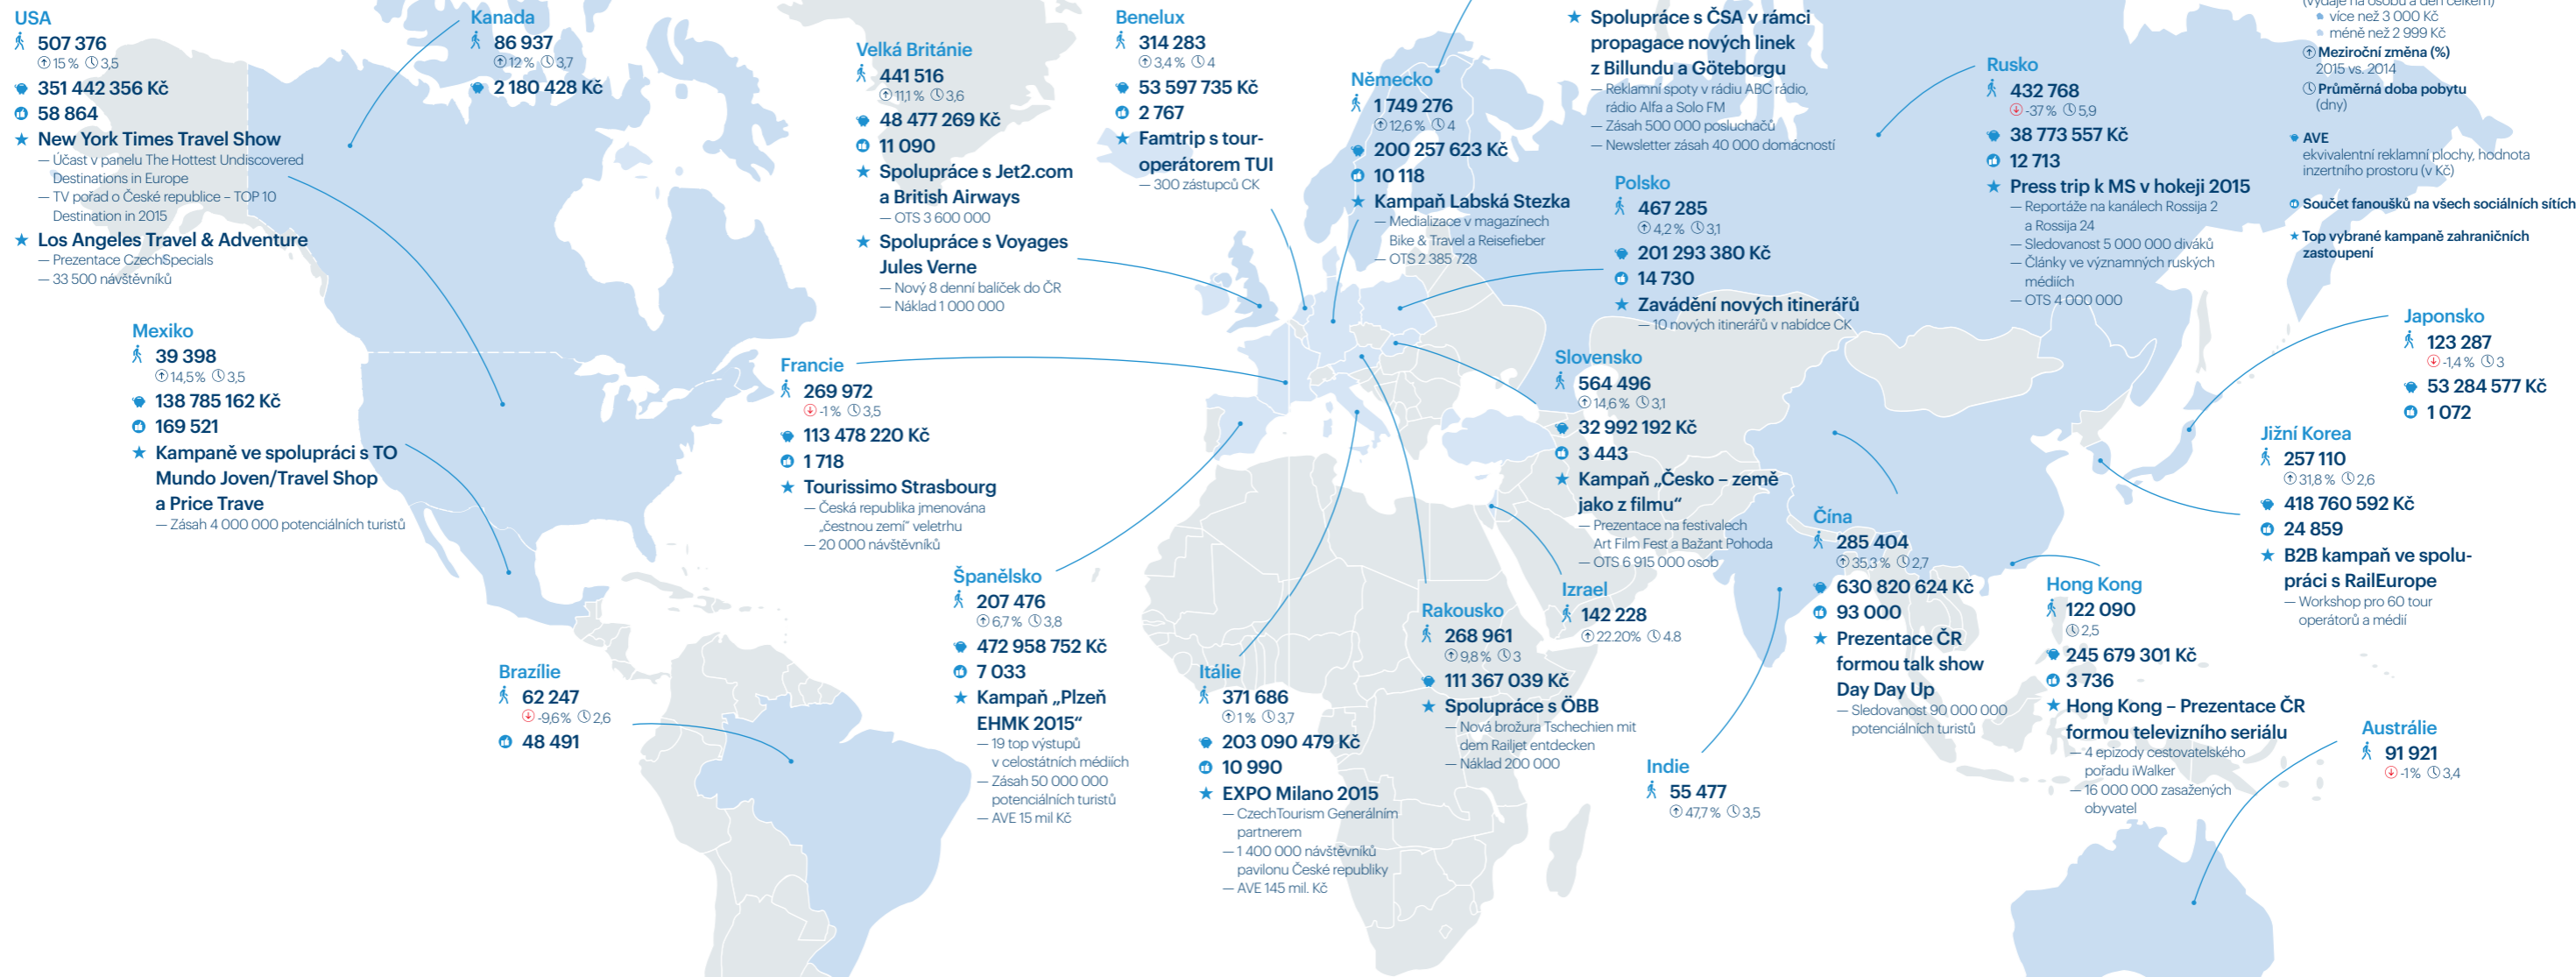 USA
507 376
15 % 3,5
351 442 356 Kč
58 864
New York Times Travel Show
— Účast v panelu The Hottest Undiscovered
Destinations in Europe
— TV pořad o České republice – TOP 10
Destination in 2015
Los Angeles Travel & Adventure
— Prezentace CzechSpecials
— 33 500 návštěvníků
Kanada
86 937
12 % 3,7
2 180 428 Kč
Mexiko
39 398
14,5 % 3,5
138 785 162 Kč
169 521
Kampaně ve spolupráci s TO
Mundo Joven/Travel Shop
a Price Trave
— Zásah 4 000 000 potenciálních turistů
Brazílie
62 247
-9,6 % 2,6
48 491
Velká Británie
441 516
11,1 % 3,6
48 477 269 Kč
11 090
Spolupráce s Jet2.com
a British Airways
— OTS 3 600 000
Spolupráce s Voyages
Jules Verne
— Nový 8 denní balíček do ČR
— Náklad 1 000 000
Francie
269 972
-1 % 3,5
113 478 220 Kč
1 718
Tourissimo Strasbourg
— Česká republika jmenována
„čestnou zemí“ veletrhu
— 20 000 návštěvníků
Španělsko
207 476
6,7 % 3,8
472 958 752 Kč
7 033
Kampaň „Plzeň
EHMK 2015“
— 19 top výstupů
v celostátních médiích
— Zásah 50 000 000
potenciálních turistů
— AVE 15 mil Kč
Benelux
314 283
3,4 % 4
53 597 735 Kč
2 767
Famtrip s tour-
operátorem TUI
— 300 zástupců CK
Německo
1 749 276
12,6 % 4
200 257 623 Kč
10 118
Kampaň Labská Stezka
— Medializace v magazínech
Bike & Travel a Reisefieber
— OTS 2 385 728
Spolupráce s ČSA v rámci
propagace nových linek
z Billundu a Göteborgu
— Reklamní spoty v rádiu ABC rádio,
rádio Alfa a Solo FM
— Zásah 500 000 posluchačů
— Newsletter zásah 40 000 domácností
Polsko
467 285
4,2 % 3,1
201 293 380 Kč
14 730
Zavádění nových itinerářů
— 10 nových itinerářů v nabídce CK
Slovensko
564 496
14,6 % 3,1
32 992 192 Kč
3 443
Kampaň „Česko – země
jako z filmu“
— Prezentace na festivalech
Art Film Fest a Bažant Pohoda
— OTS 6 915 000 osob
Itálie
371 686
1 % 3,7
203 090 479 Kč
10 990
EXPO Milano 2015
— CzechTourism Generálním
partnerem
— 1 400 000 návštěvníků
pavilonu České republiky
— AVE 145 mil. Kč
Rakousko
268 961
9,8 % 3
111 367 039 Kč
Spolupráce s ÖBB
— Nová brožura Tschechien mit
dem Railjet entdecken
— Náklad 200 000
Izrael
142 228
22.20% 4.8
Indie
55 477
47,7 % 3,5
Čína
285 404
35,3 % 2,7
630 820 624 Kč
93 000
Prezentace ČR
formou talk show
Day Day Up
— Sledovanost 90 000 000
potenciálních turistů
Rusko
432 768
-37 % 5,9
38 773 557 Kč
12 713
Press trip k MS v hokeji 2015
— Reportáže na kanálech Rossija 2
a Rossija 24
— Sledovanost 5 000 000 diváků
— Články ve významných ruských
médiích
— OTS 4 000 000
Hong Kong
122 090
2,5
245 679 301 Kč
3 736
Hong Kong – Prezentace ČR
formou televizního seriálu
— 4 epizody cestovatelského
pořadu iWalker
— 16 000 000 zasažených
obyvatel
Japonsko
123 287
-1,4 % 3
53 284 577 Kč
1 072
Jižní Korea
257 110
31,8 % 2,6
418 760 592 Kč
24 859
B2B kampaň ve spolu-
práci s RailEurope
— Workshop pro 60 tour
operátorů a médií
Austrálie
91 921
-1 % 3,4
(výdaje na osobu a den celkem)
více než 3 000 Kč
méně než 2 999 Kč
Meziroční změna (%)
2015 vs. 2014
Průměrná doba pobytu
(dny)
AVE
ekvivalentní reklamní plochy, hodnota
inzertního prostoru (v Kč)
Součet fanoušků na všech sociálních sítích
Top vybrané kampaně zahraničních
zastoupení